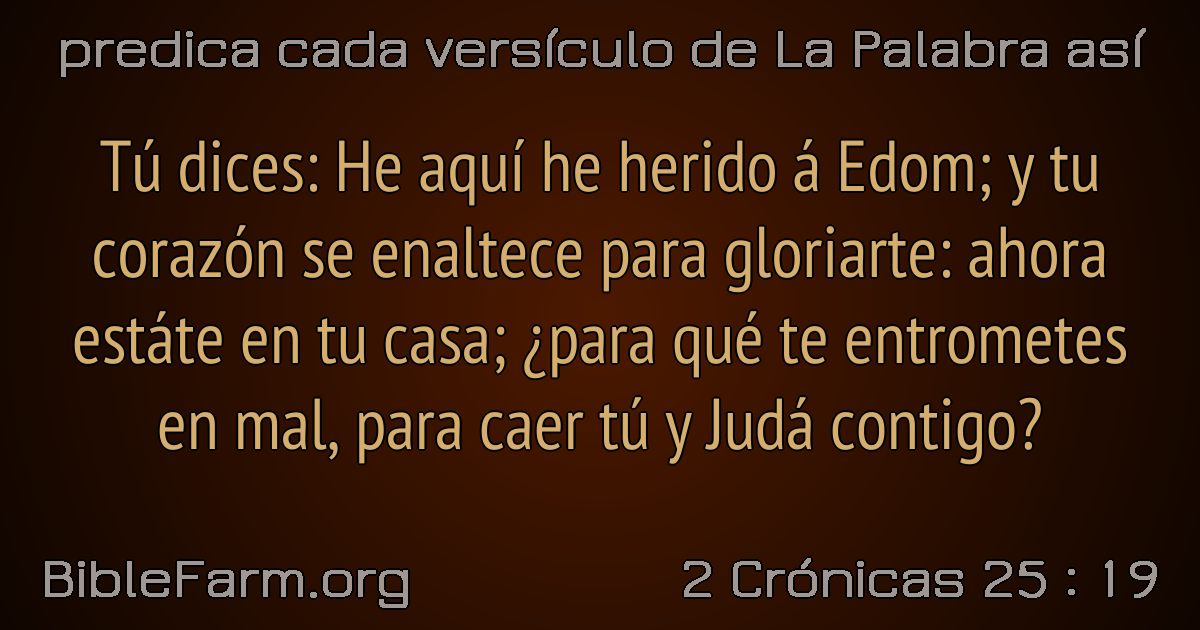 predica cada versículo de La Palabra así
Tú dices: He aquí he herido á Edom; y tu
corazón se enaltece para gloriarte: ahora
estáte en tu casa; ¿para qué te entrometes
en mal, para caer tú y Judá contigo?
BibleFarm.org
2 Crónicas 25 : 19